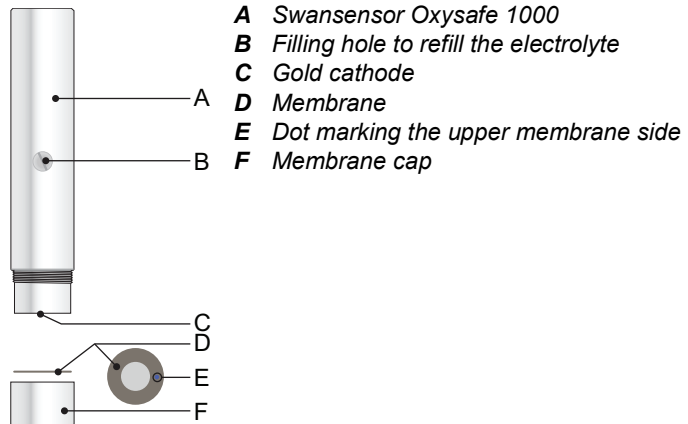 A Swansensor Oxysafe 1000
B Filling hole to refill the electrolyte
C Gold cathode
D Membrane
E Dot marking the upper membrane side
F Membrane cap
A
B
C
D
E
F